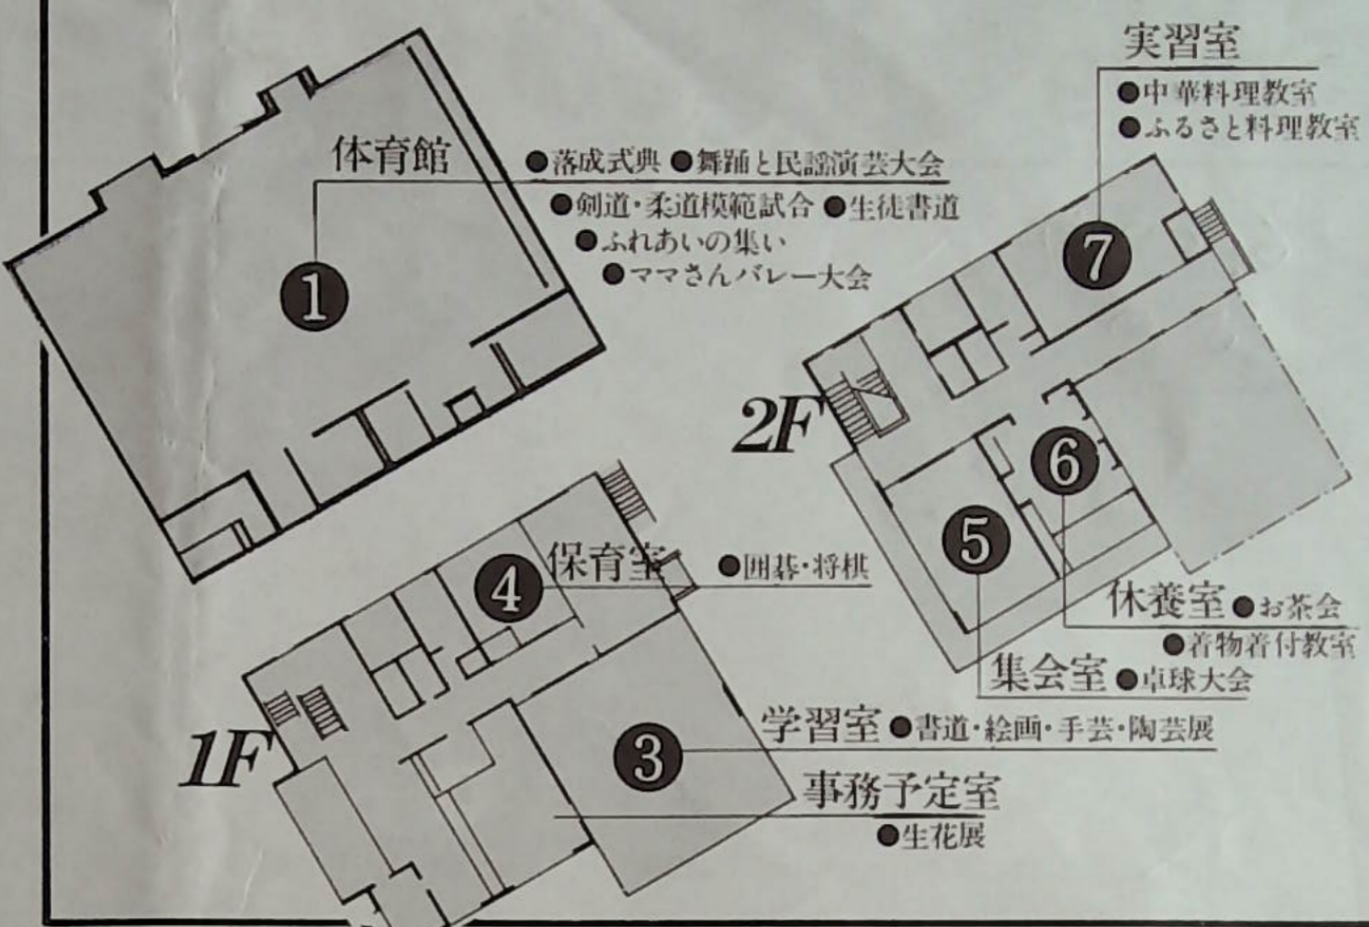 実習室
●中華料理教室
●ふるさと料理教室
体育館
●落成式典 ●舞踊と民謡演芸大会
●剣道・柔道模範試合 ●生徒書道
●ふれあいの集い
●ママさんバレー大会
1
7
2F
6
5
4
保育室 ●囲碁・将棋
休養室 ●お茶会
●着物着付教室
集会室 ●卓球大会
学習室 ●書道・絵画・手芸・陶芸展
1F
3
事務予定室
●生花展